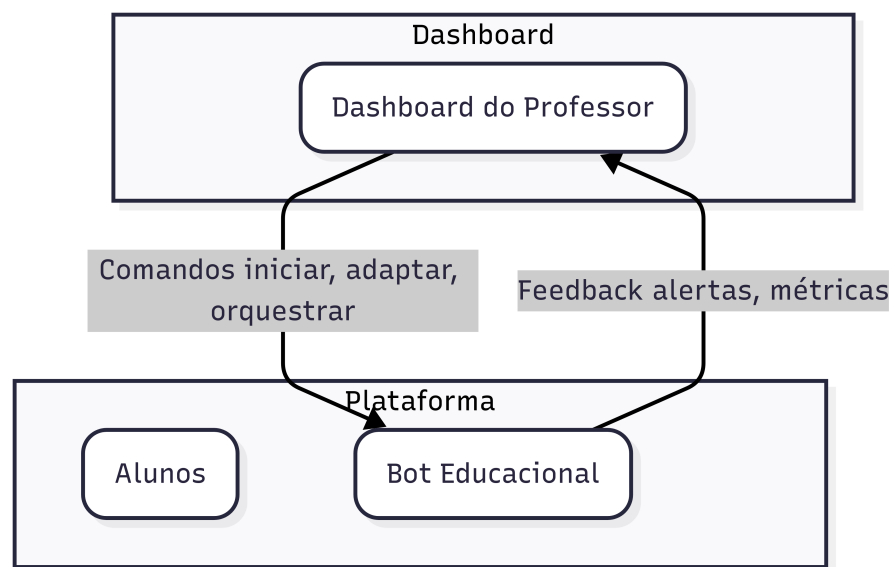 Dashboard
Dashboard do Professor
Comandos iniciar, adaptar,
orquestrar
Feedback alertas, métricas
Plataforma
Alunos
Bot Educacional